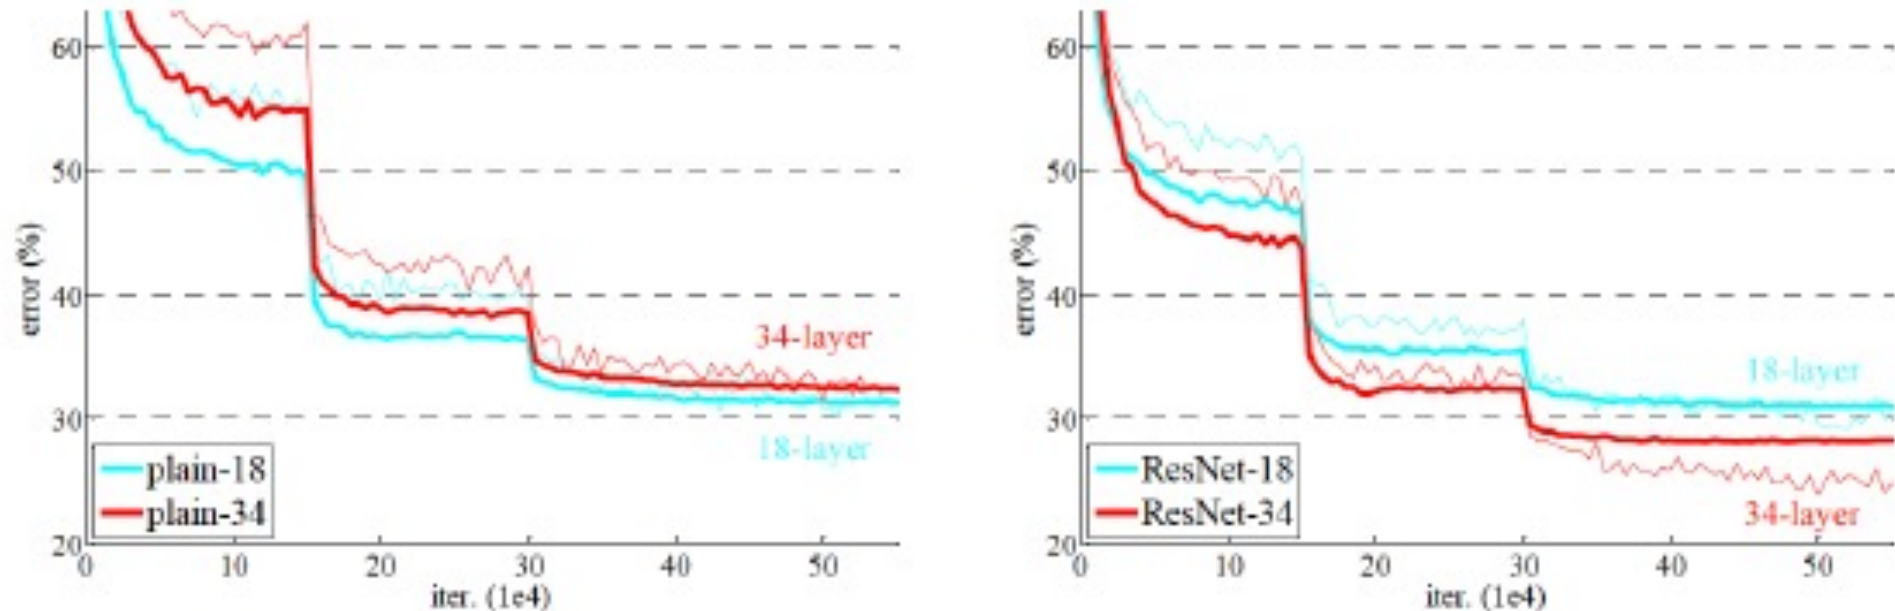 60
50
40
30
20
error (%)
34-layer
18-layer
plain-18
plain-34
0 10 20 30 40 50
iter. (1e4)
60
50
40
30
20
error (%)
18-layer
34-layer
ResNet-18
ResNet-34
0 10 20 30 40 50
iter. (1e4)